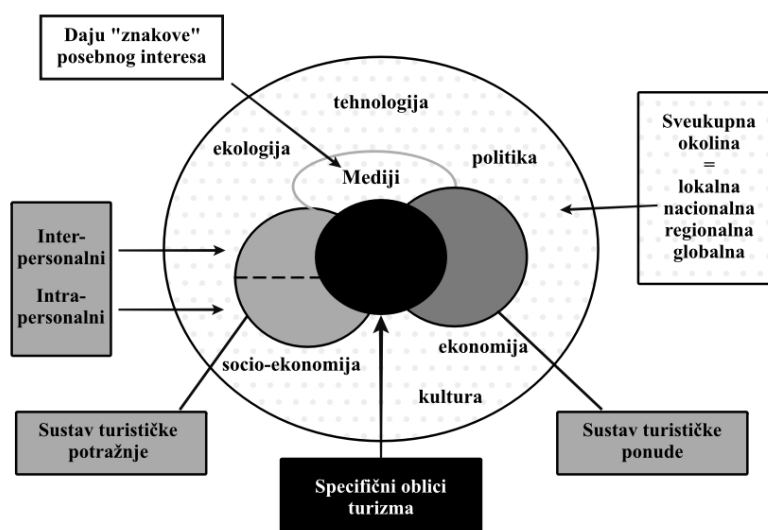 Daju "znakove"
posebnog interesa
tehnologija
ekologija
politika
Mediji
Sveukupna
okolina
=
lokalna
nacionalna
regionalna
globalna
Inter-
personalni
Intra-
personalni
socio-ekonomija
ekonomija
kultura
Sustav turističke
potražnje
Specifični oblici
turizma
Sustav turističke
ponude